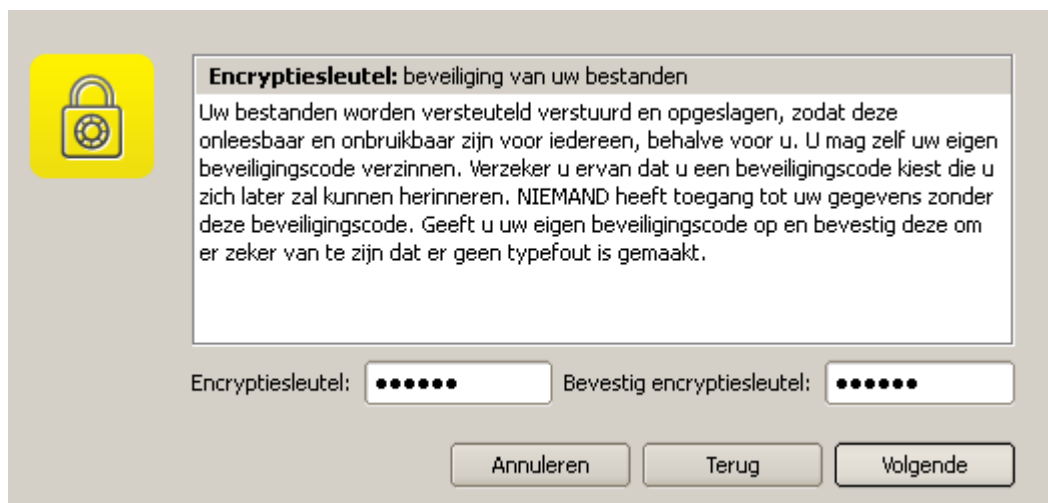 Encryptiesleutel: beveiliging van uw bestanden
Uw bestanden worden versteuteld verstuurd en opgeslagen, zodat deze
onleesbaar en onbruikbaar zijn voor iedereen, behalve voor u. U mag zelf uw eigen
beveiligingscode verzinnen. Verzeker u ervan dat u een beveiligingscode kiest die u
zich later zal kunnen herinneren. NIEMAND heeft toegang tot uw gegevens zonder
deze beveiligingscode. Geeft u uw eigen beveiligingscode op en bevestig deze om
er zeker van te zijn dat er geen typefout is gemaakt.
Encryptiesleutel: ●●●●●● Bevestig encryptiesleutel: ●●●●●●
Annuleren Terug Volgende